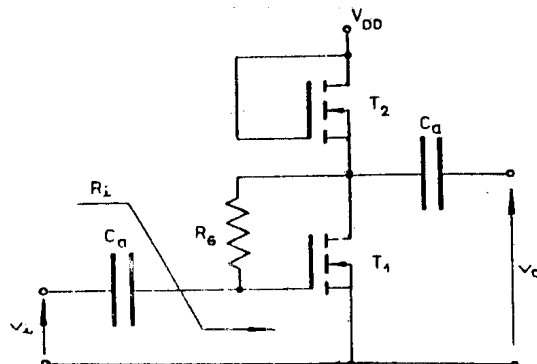 V_DD
T_2
C_a
R_i
C_a
R_G
T_1
v_i
v_o